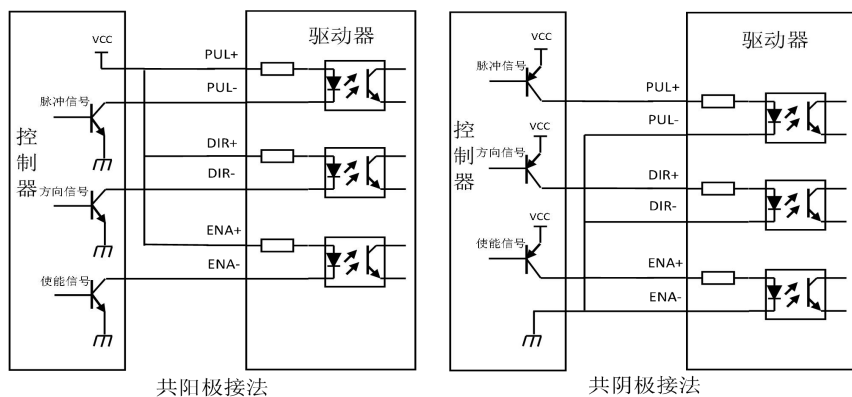 驱动器
VCC
PUL+
脉冲信号
PUL-
控制器
DIR+
方向信号
DIR-
ENA+
使能信号
ENA-
共阳极接法
驱动器
VCC
脉冲信号
PUL+
PUL-
控制器
VCC
方向信号
DIR+
DIR-
VCC
使能信号
ENA+
ENA-
共阴极接法